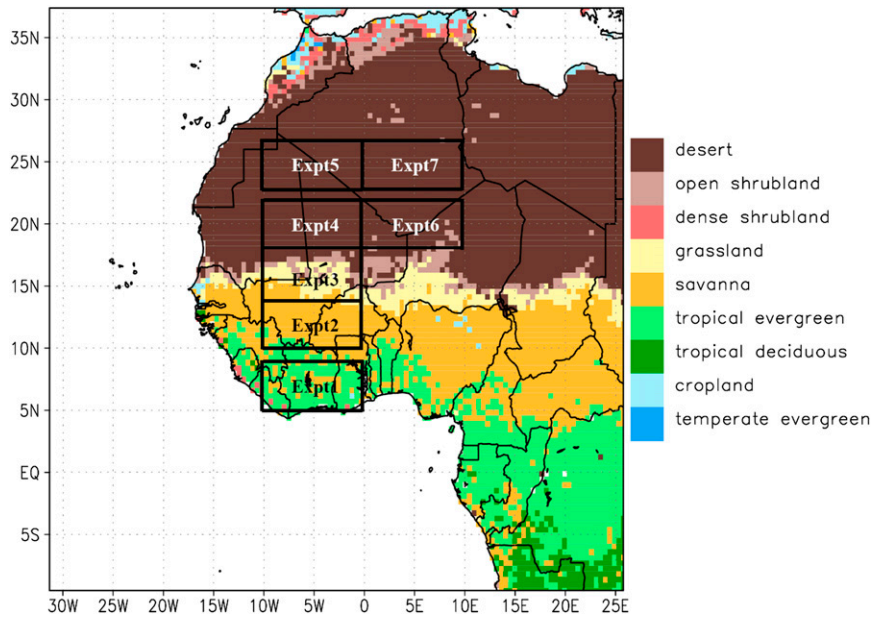 35N
30N
25N
20N
15N
10N
5N
EQ
5S
30W 25W 20W 15W 10W 5W 0 5E 10E 15E 20E 25E
Expt5 Expt7
Expt4 Expt6
Expt3
Expt2
Expt1
desert
open shrubland
dense shrubland
grassland
savanna
tropical evergreen
tropical deciduous
cropland
temperate evergreen